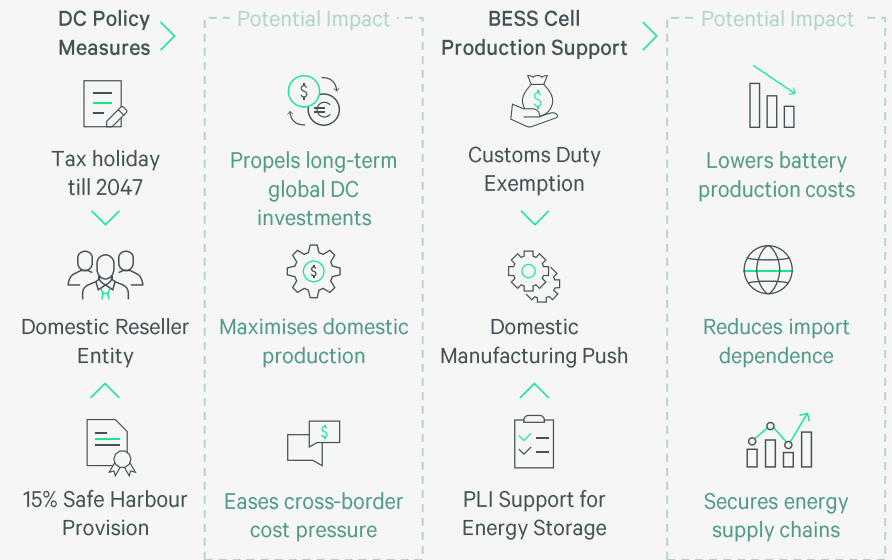 DC Policy
Measures
Potential Impact
Tax holiday
till 2047
Propels long-term
global DC
investments
Domestic Reseller
Entity
Maximises domestic
production
15% Safe Harbour
Provision
Eases cross-border
cost pressure
BESS Cell
Production Support
Potential Impact
Customs Duty
Exemption
Lowers battery
production costs
Domestic
Manufacturing Push
Reduces import
dependence
PLI Support for
Energy Storage
Secures energy
supply chains